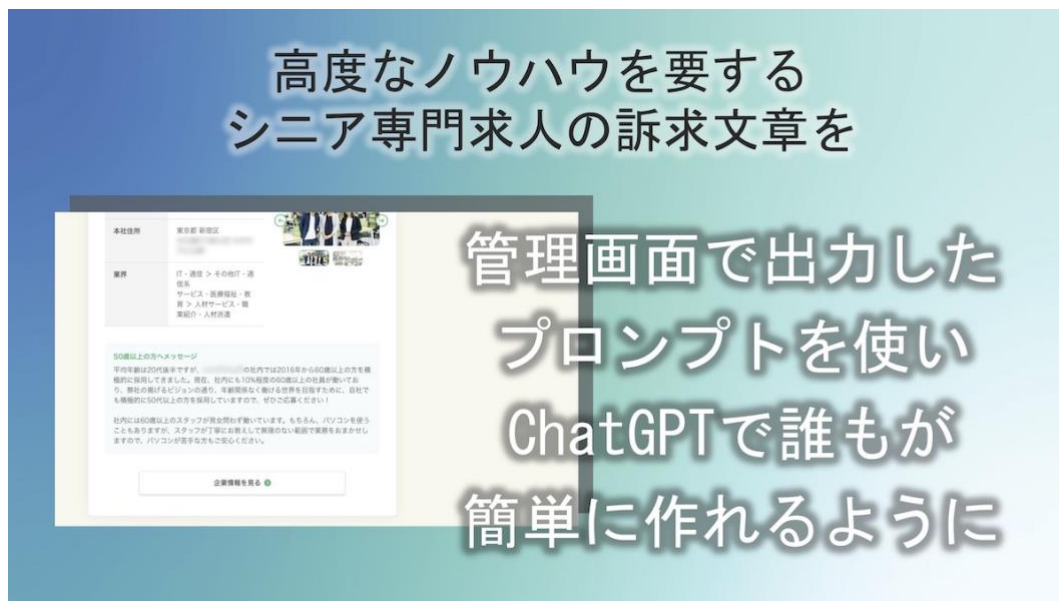 高度なノウハウを要する
シニア専門求人の訴求文章を
管理画面で出力した
プロンプトを使い
ChatGPTで誰もが
簡単に作れるように
本社住所
東京都 新宿区
業界
IT・通信 > その他IT・通
信系
サービス・医療福祉・教
育 > 人材サービス・職
業紹介・人材派遣
50歳以上の方へメッセージ
平均年齢は20代後半ですが、
の社内では2016年から60歳以上の方を積
極的に採用してきました。現在、社内にも10%程度の60歳以上の社員が働いてお
り、弊社の掲げるビジョンの通り、年齢関係なく働ける世界を目指すために、自社で
も積極的に50代以上の方を採用していますので、ぜひご応募ください！
社内には60歳以上のスタッフが男女問わず働いています。もちろん、パソコンを使う
こともありますが、スタッフが丁寧にお教えして無理のない範囲で業務をおまかせし
ますので、パソコンが苦手な方もご安心ください。
企業情報を見る